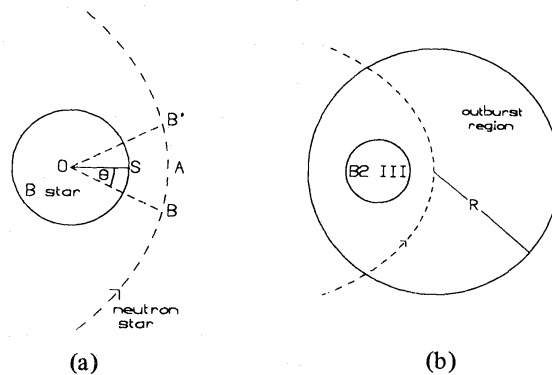 B'
O
S
A
θ
B star
B
neutron
star
(a)
outburst
region
B2 III
R
(b)